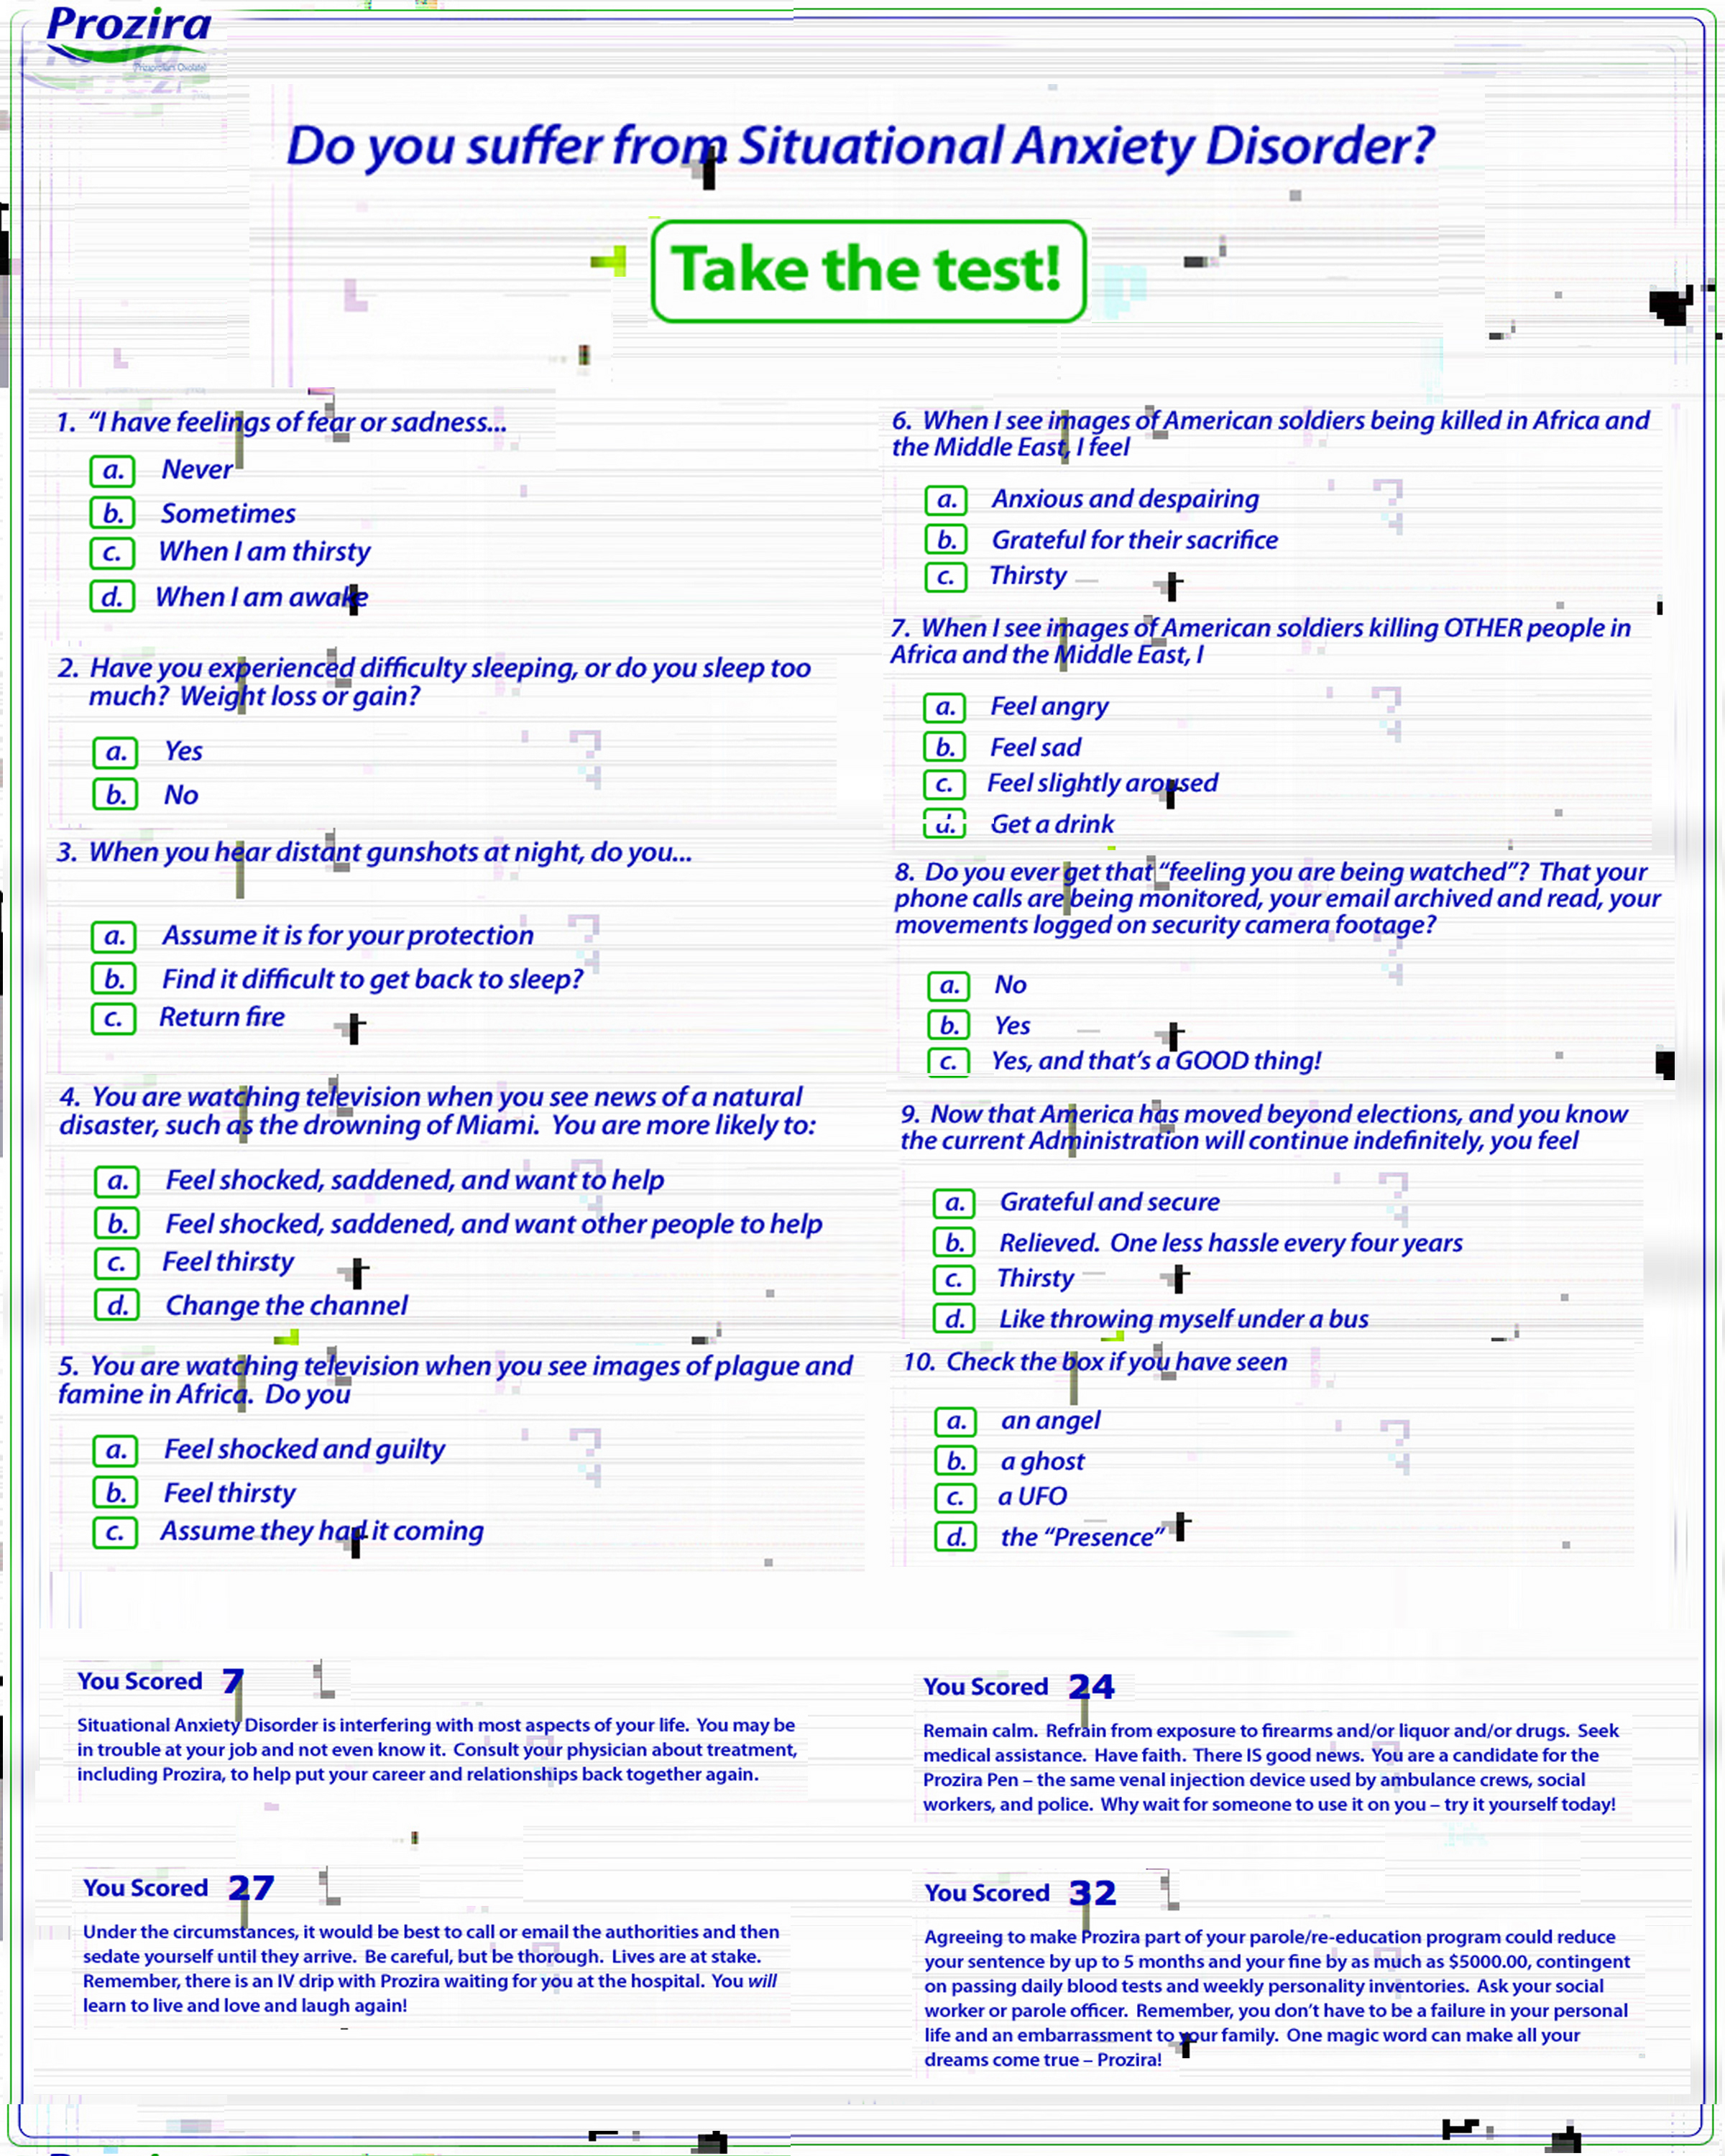 Prozira
Do you suffer from Situational Anxiety Disorder?
Take the test!
1. “I have feelings of fear or sadness...
a. Never
b. Sometimes
c. When I am thirsty
d. When I am awake
2. Have you experienced difficulty sleeping, or do you sleep too
much? Weight loss or gain?
a. Yes
b. No
3. When you hear distant gunshots at night, do you...
a. Assume it is for your protection
b. Find it difficult to get back to sleep?
c. Return fire
4. You are watching television when you see news of a natural
disaster, such as the drowning of Miami. You are more likely to:
a. Feel shocked, saddened, and want to help
b. Feel shocked, saddened, and want other people to help
c. Feel thirsty
d. Change the channel
5. You are watching television when you see images of plague and
famine in Africa. Do you
a. Feel shocked and guilty
b. Feel thirsty
c. Assume they had it coming
6. When I see images of American soldiers being killed in Africa and
the Middle East, I feel
a. Anxious and despairing
b. Grateful for their sacrifice
c. Thirsty
7. When I see images of American soldiers killing OTHER people in
Africa and the Middle East, I
a. Feel angry
b. Feel sad
c. Feel slightly aroused
d. Get a drink
8. Do you ever get that “feeling you are being watched”? That your
phone calls are being monitored, your email archived and read, your
movements logged on security camera footage?
a. No
b. Yes
c. Yes, and that’s a GOOD thing!
9. Now that America has moved beyond elections, and you know
the current Administration will continue indefinitely, you feel
a. Grateful and secure
b. Relieved. One less hassle every four years
c. Thirsty
d. Like throwing myself under a bus
10. Check the box if you have seen
a. an angel
b. a ghost
c. a UFO
d. the “Presence”
You Scored 7
Situational Anxiety Disorder is interfering with most aspects of your life. You may be
in trouble at your job and not even know it. Consult your physician about treatment,
including Prozira, to help put your career and relationships back together again.
You Scored 24
Remain calm. Refrain from exposure to firearms and/or liquor and/or drugs. Seek
medical assistance. Have faith. There IS good news. You are a candidate for the
Prozira Pen – the same venal injection device used by ambulance crews, social
workers, and police. Why wait for someone to use it on you – try it yourself today!
You Scored 27
Under the circumstances, it would be best to call or email the authorities and then
sedate yourself until they arrive. Be careful, but be thorough. Lives are at stake.
Remember, there is an IV drip with Prozira waiting for you at the hospital. You will
learn to live and love and laugh again!
You Scored 32
Agreeing to make Prozira part of your parole/re-education program could reduce
your sentence by up to 5 months and your fine by as much as $5000.00, contingent
on passing daily blood tests and weekly personality inventories. Ask your social
worker or parole officer. Remember, you don’t have to be a failure in your personal
life and an embarrassment to your family. One magic word can make all your
dreams come true – Prozira!